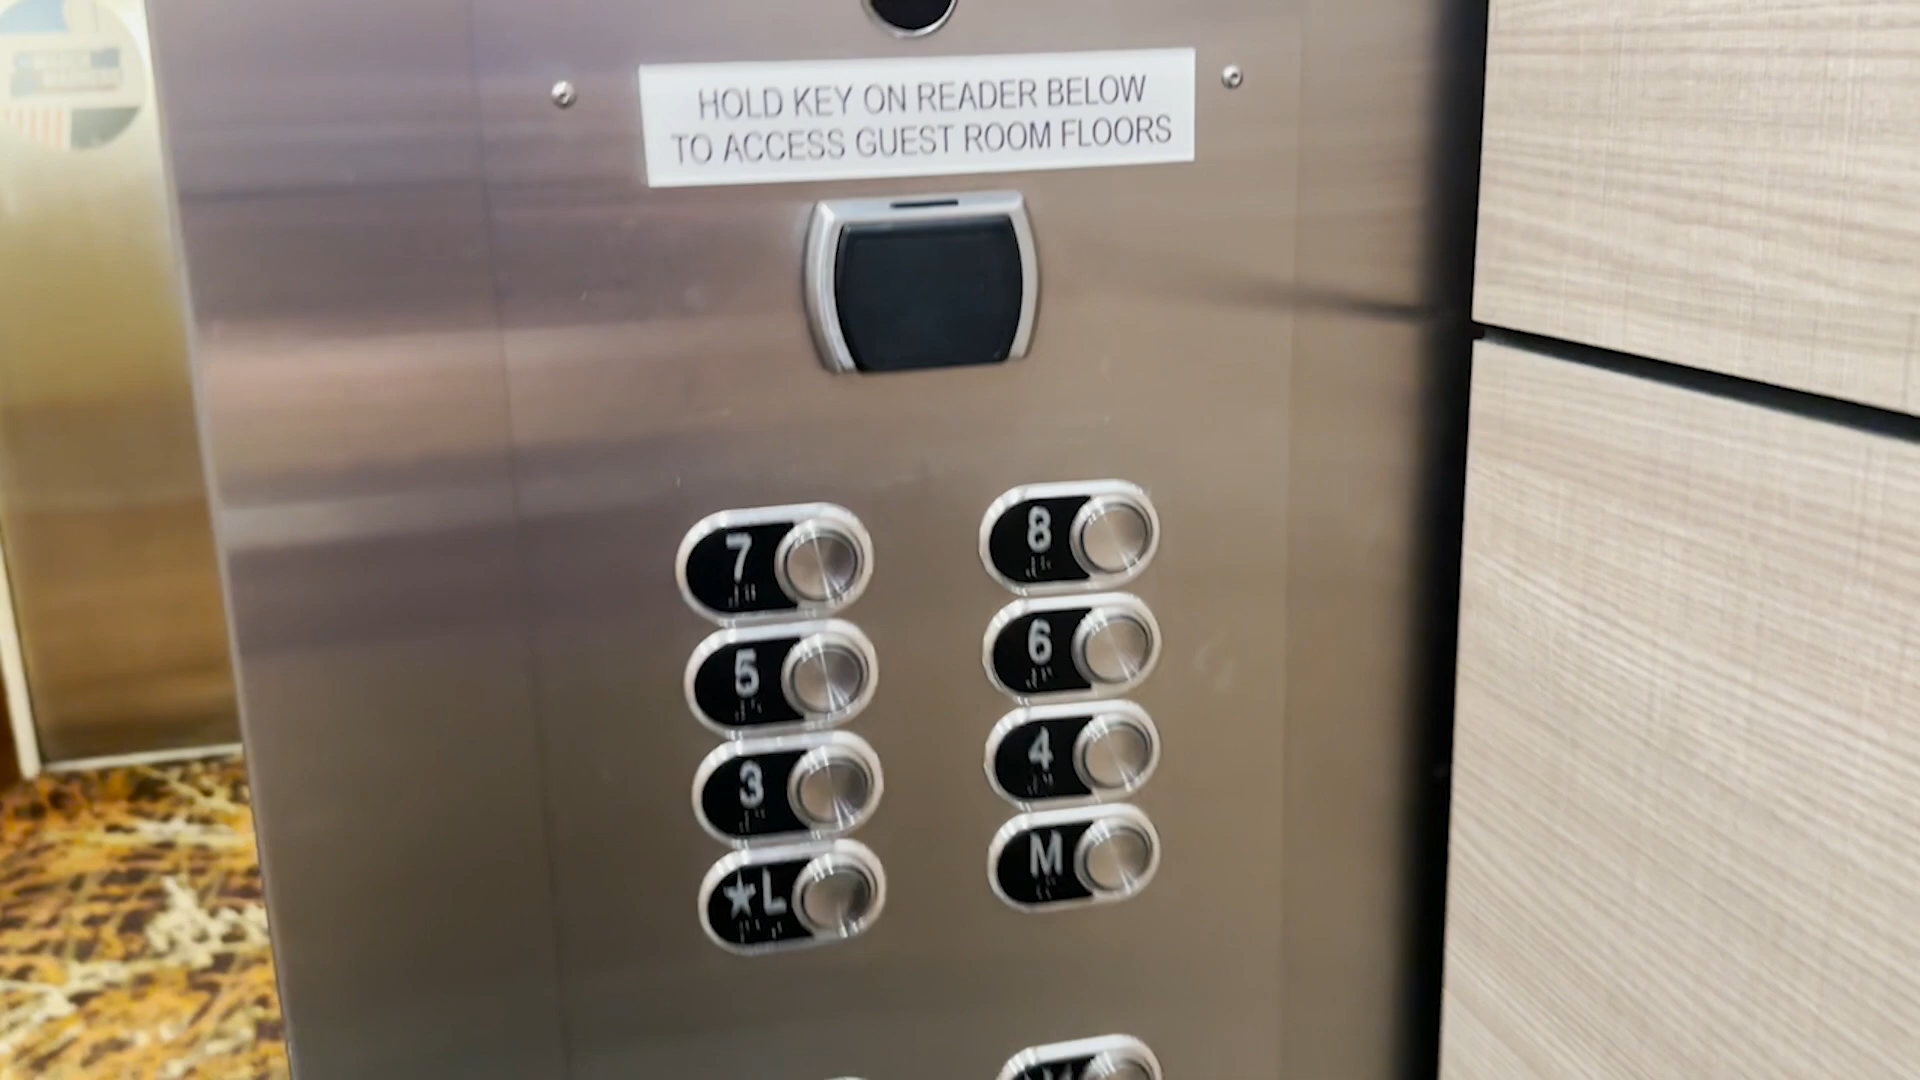 HOLD KEY ON READER BELOW
TO ACCESS GUEST ROOM FLOORS
7 8
5 6
3 4
★L M